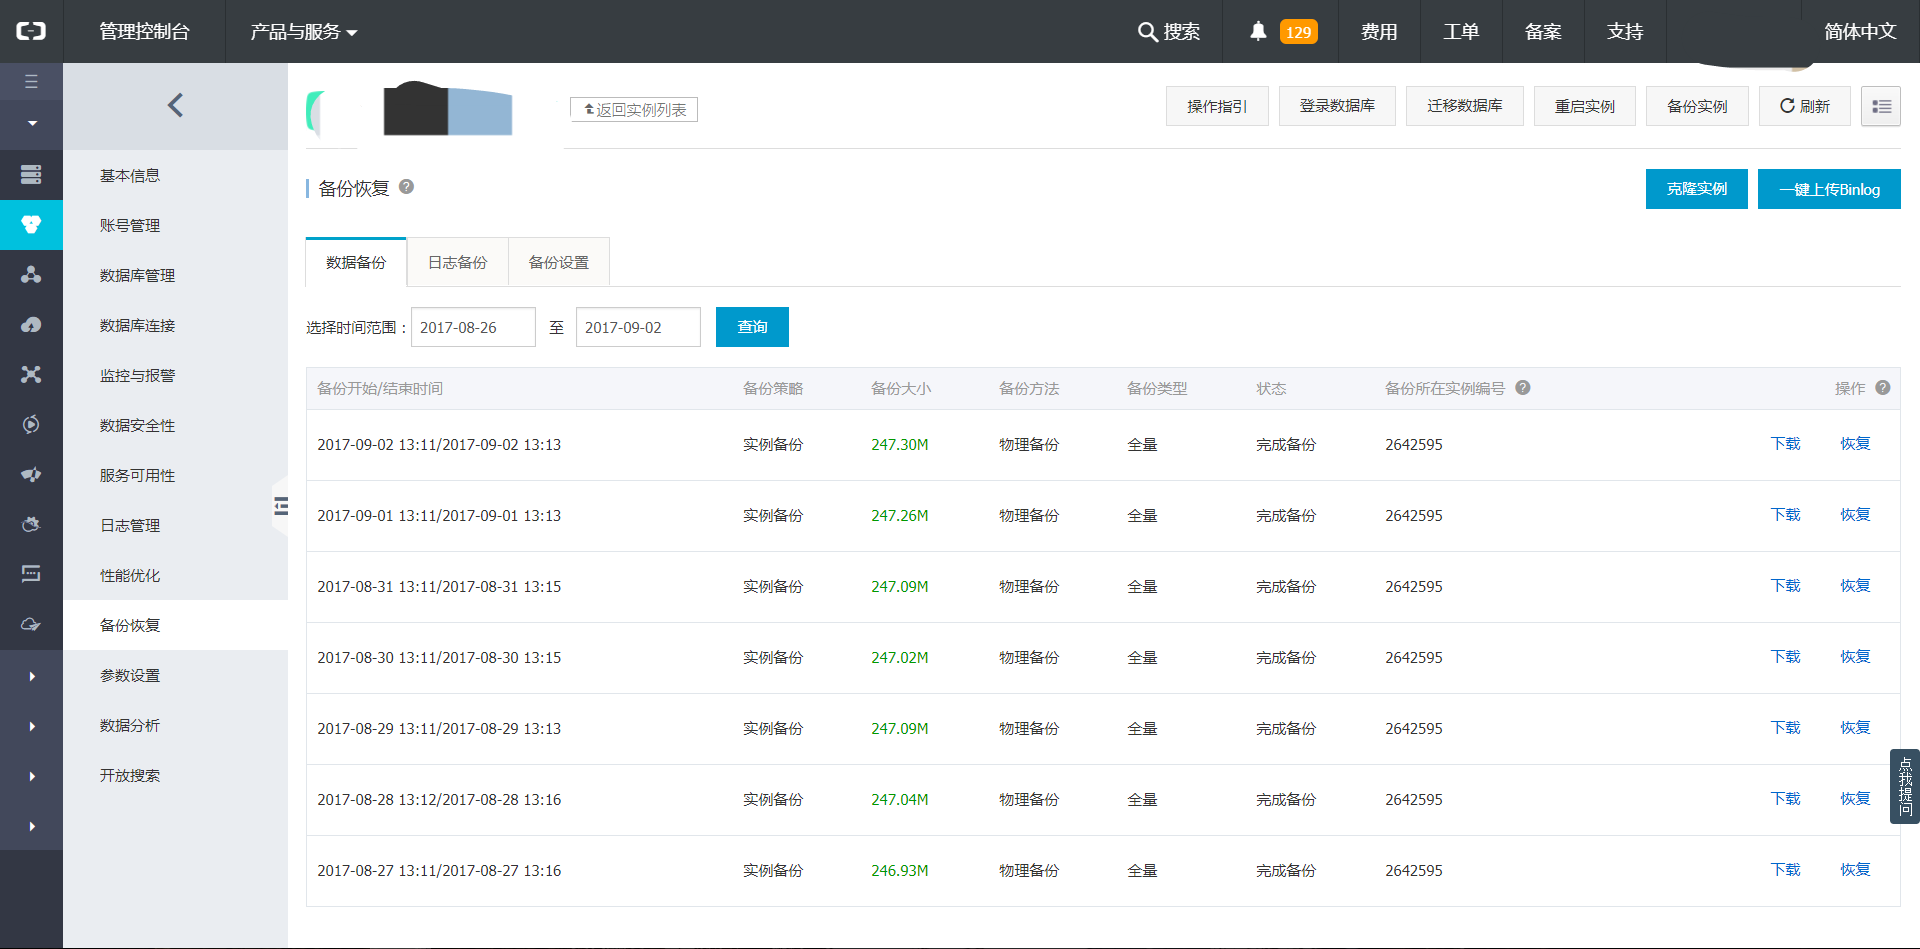 管理控制台 产品与服务 搜索 129 费用 工单 备案 支持 简体中文
返回实例列表 操作指引 登录数据库 迁移数据库 重启实例 备份实例 刷新
基本信息
账号管理
数据库管理
数据库连接
监控与报警
数据安全性
服务可用性
日志管理
性能优化
备份恢复
参数设置
数据分析
开放搜索
备份恢复 ? 克隆实例 一键上传Binlog
数据备份 日志备份 备份设置
选择时间范围： 2017-08-26 至 2017-09-02 查询
备份开始/结束时间 备份策略 备份大小 备份方法 备份类型 状态 备份所在实例编号 ? 操作 ?
2017-09-02 13:11/2017-09-02 13:13 实例备份 247.30M 物理备份 全量 完成备份 2642595 下载 恢复
2017-09-01 13:11/2017-09-01 13:13 实例备份 247.26M 物理备份 全量 完成备份 2642595 下载 恢复
2017-08-31 13:11/2017-08-31 13:15 实例备份 247.09M 物理备份 全量 完成备份 2642595 下载 恢复
2017-08-30 13:11/2017-08-30 13:15 实例备份 247.02M 物理备份 全量 完成备份 2642595 下载 恢复
2017-08-29 13:11/2017-08-29 13:13 实例备份 247.09M 物理备份 全量 完成备份 2642595 下载 恢复
2017-08-28 13:12/2017-08-28 13:16 实例备份 247.04M 物理备份 全量 完成备份 2642595 下载 恢复
2017-08-27 13:11/2017-08-27 13:16 实例备份 246.93M 物理备份 全量 完成备份 2642595 下载 恢复
点我提问